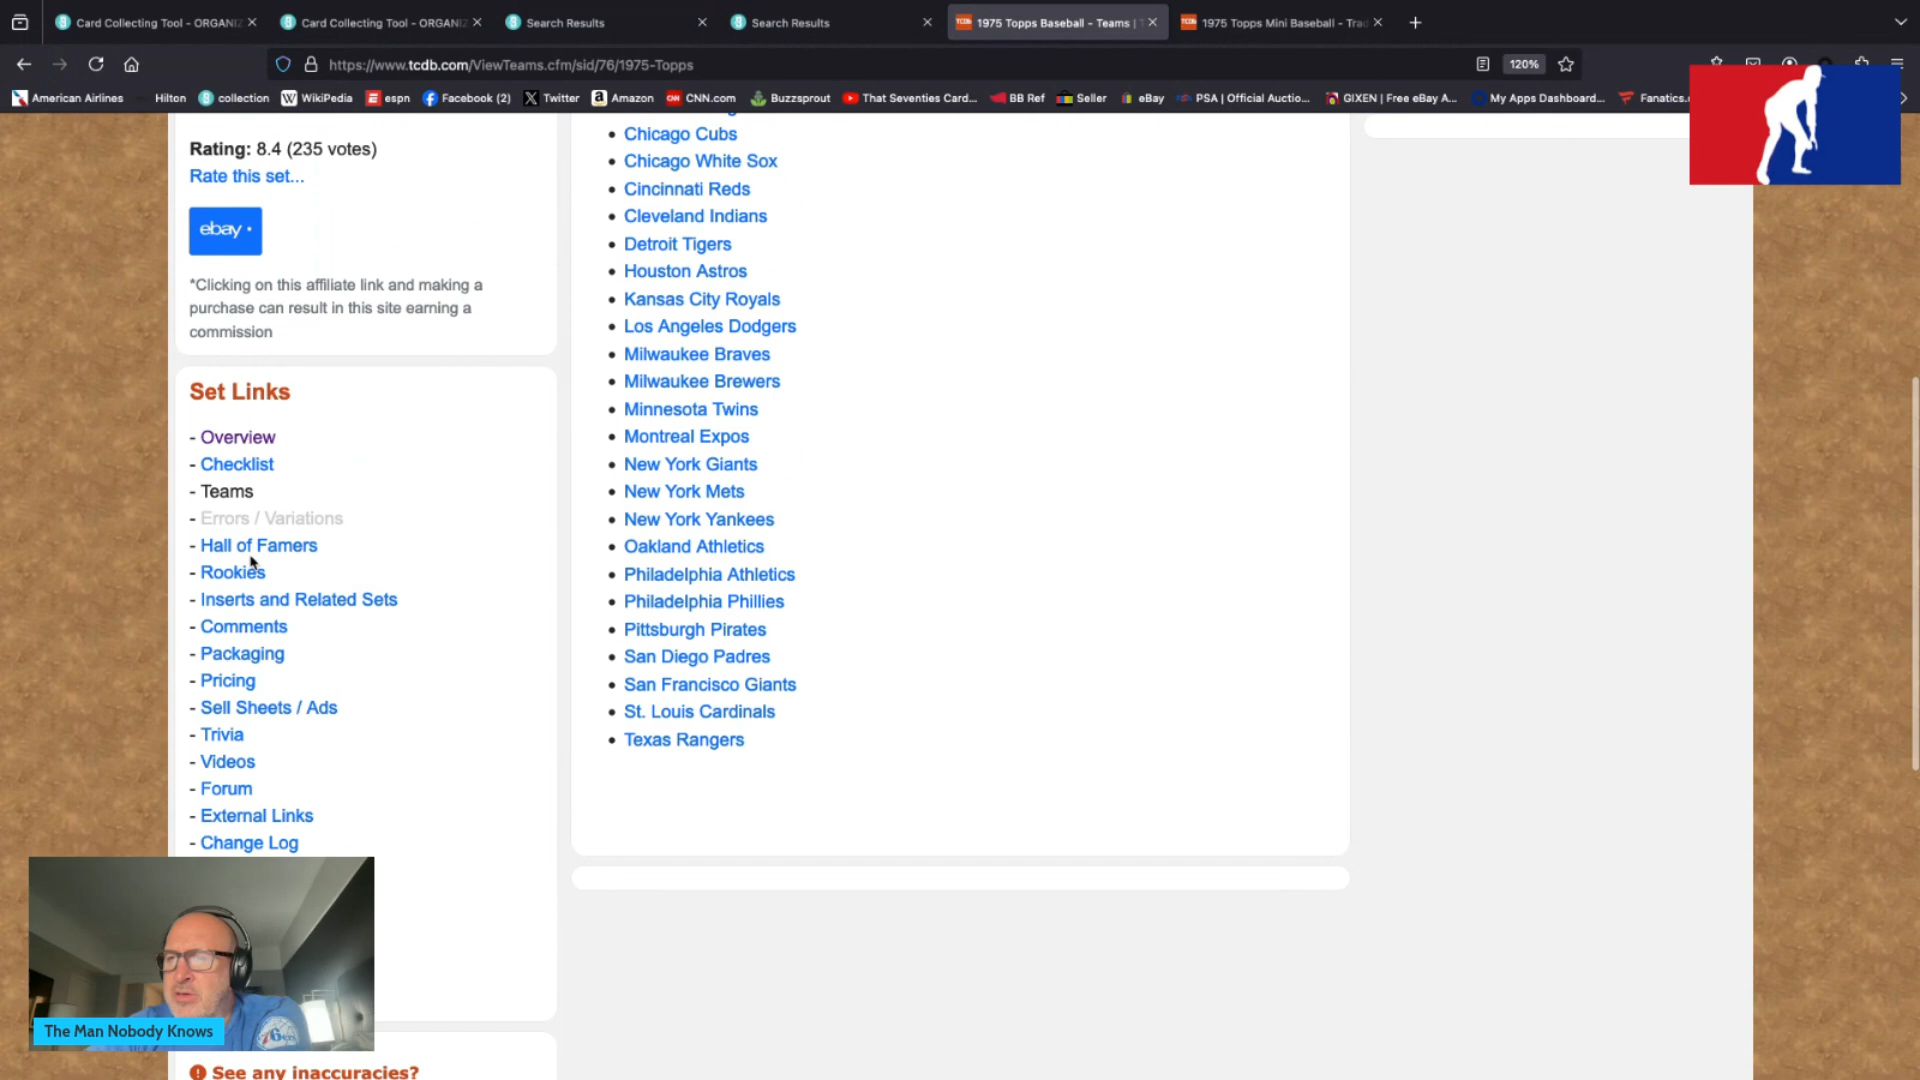 Card Collecting Tool - ORGANIZ
Card Collecting Tool - ORGANIZ
Search Results
Search Results
1975 Topps Baseball - Teams | T
1975 Topps Mini Baseball - Trad
https://www.tcdb.com/ViewTeams.cfm/sid/76/1975-Topps
120%
American Airlines
Hilton
collection
WikiPedia
espn
Facebook (2)
Twitter
Amazon
CNN.com
Buzzsprout
That Seventies Card...
BB Ref
Seller
eBay
PSA | Official Auctio...
GIXEN | Free eBay A...
My Apps Dashboard...
Fanatics.
Rating: 8.4 (235 votes)
Rate this set...
ebay
*Clicking on this affiliate link and making a
purchase can result in this site earning a
commission
Set Links
- Overview
- Checklist
- Teams
- Errors / Variations
- Hall of Famers
- Rookies
- Inserts and Related Sets
- Comments
- Packaging
- Pricing
- Sell Sheets / Ads
- Trivia
- Videos
- Forum
- External Links
- Change Log
• Chicago Cubs
• Chicago White Sox
• Cincinnati Reds
• Cleveland Indians
• Detroit Tigers
• Houston Astros
• Kansas City Royals
• Los Angeles Dodgers
• Milwaukee Braves
• Milwaukee Brewers
• Minnesota Twins
• Montreal Expos
• New York Giants
• New York Mets
• New York Yankees
• Oakland Athletics
• Philadelphia Athletics
• Philadelphia Phillies
• Pittsburgh Pirates
• San Diego Padres
• San Francisco Giants
• St. Louis Cardinals
• Texas Rangers
76ers
The Man Nobody Knows
See any inaccuracies?